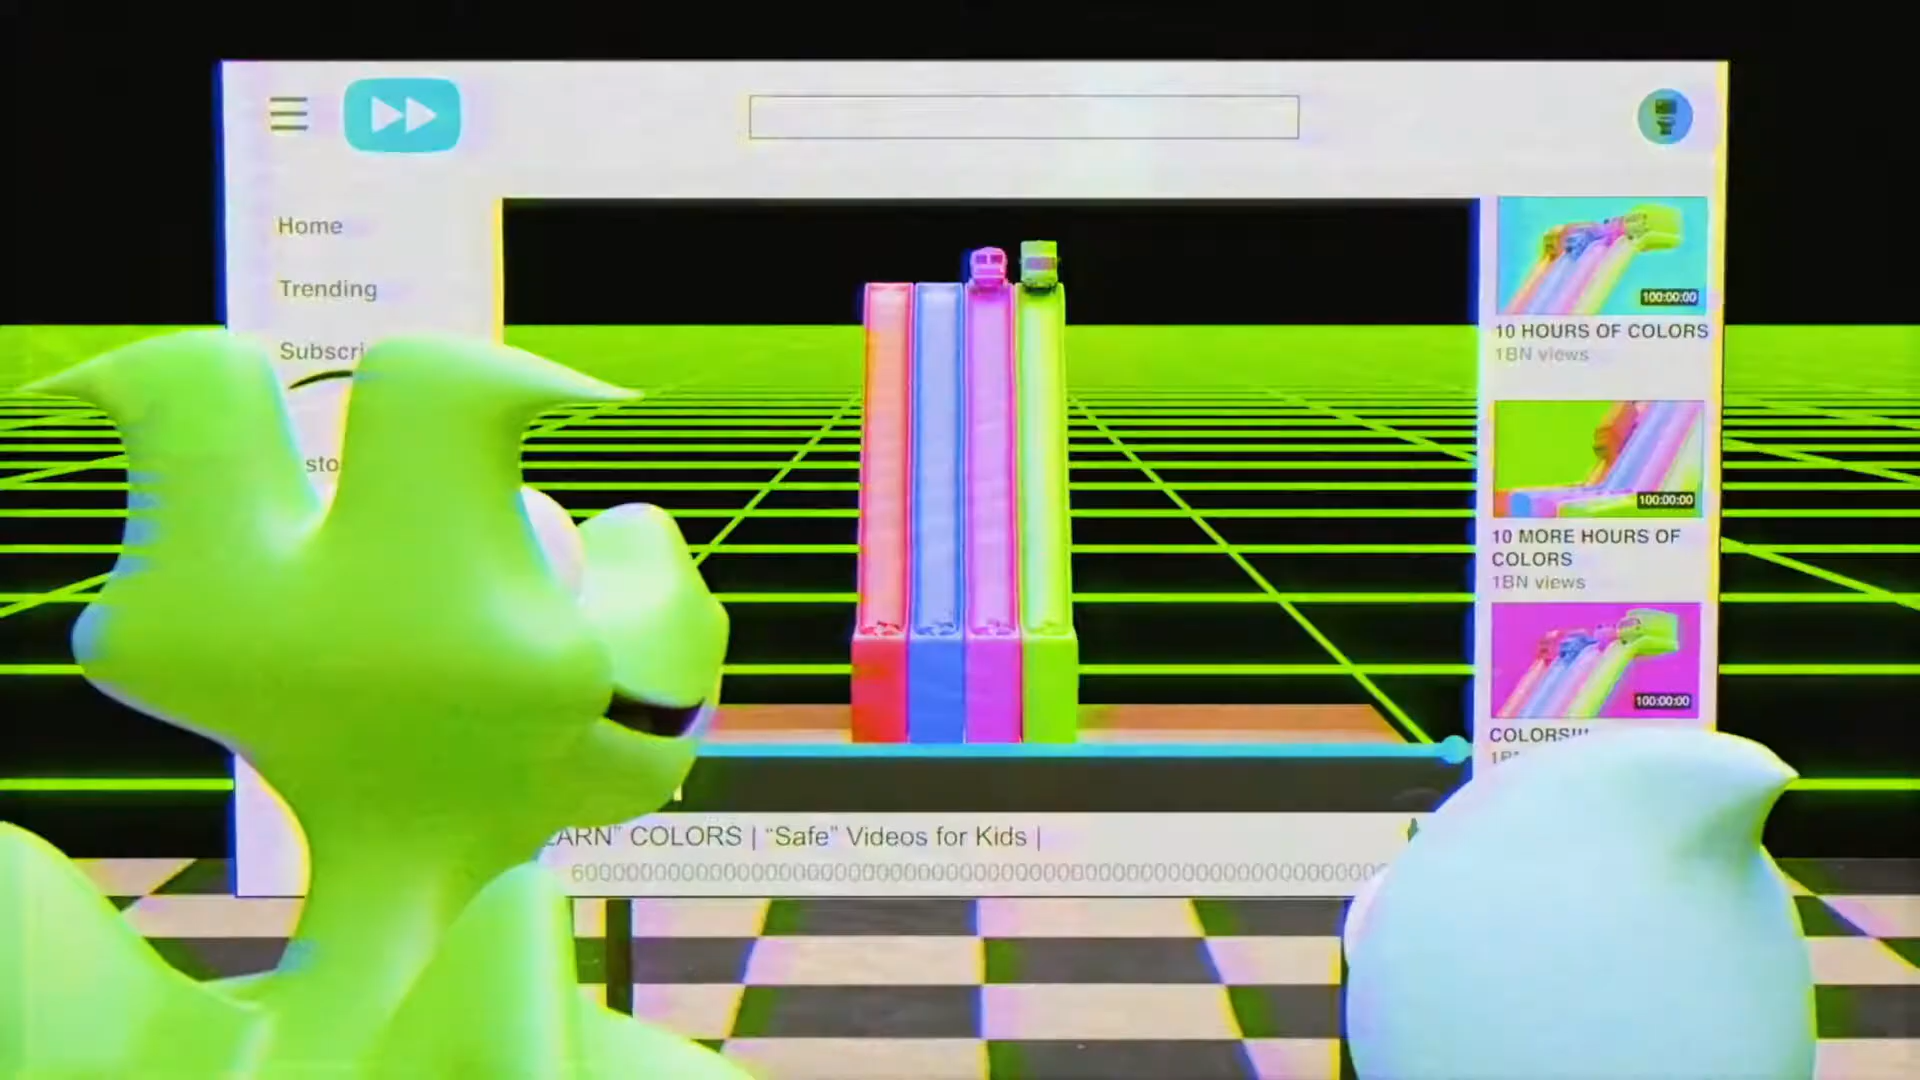 Home
Trending
Subscri
sto
100:00:00
10 HOURS OF COLORS
1BN views
100:00:00
10 MORE HOURS OF
COLORS
1BN views
100:00:00
COLORS!!!
ARN” COLORS | “Safe” Videos for Kids |